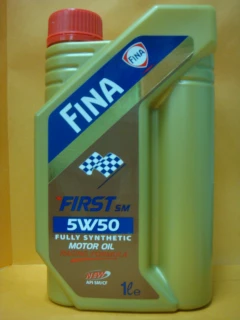 FINA
FINA
FIRST SM
5W50
FULLY SYNTHETIC
MOTOR OIL
1L℮